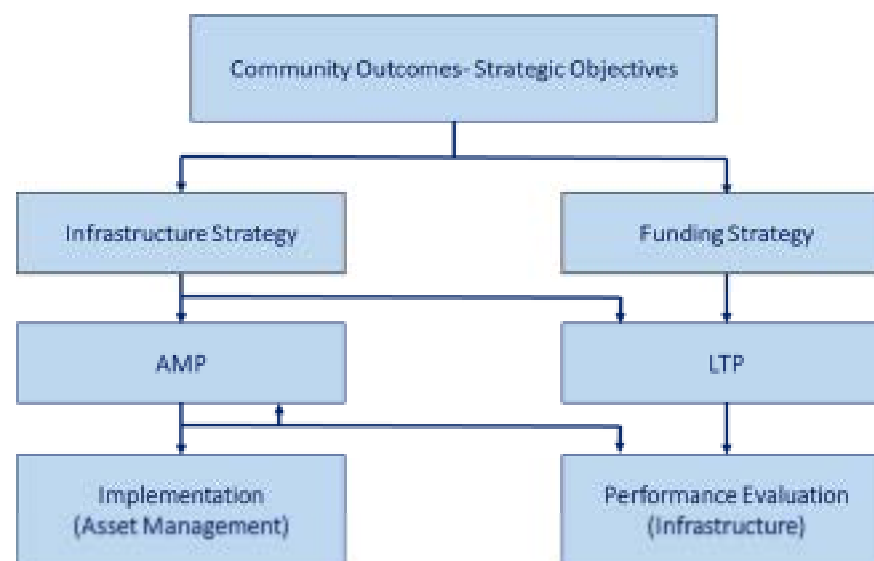 Community Outcomes- Strategic Objectives
Infrastructure Strategy
Funding Strategy
AMP
LTP
Implementation
(Asset Management)
Performance Evaluation
(Infrastructure)